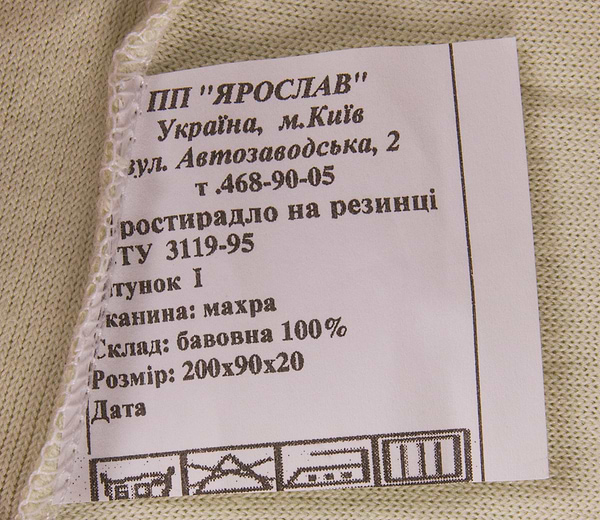 ПП "ЯРОСЛАВ"
Україна, м.Київ
вул. Автозаводська, 2
т .468-90-05
ростирадло на резинці
ТУ 3119-95
тунок I
канина: махра
Склад: бавовна 100%
Розмір: 200х90х20
Дата